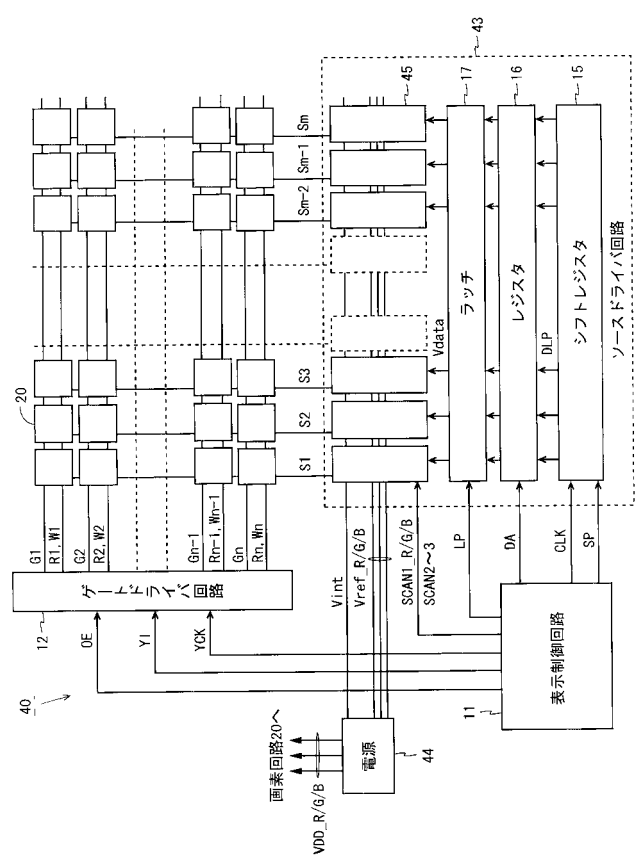 40
12
ゲートドライバ回路
OE
YI
YCK
G1
R1,W1
G2
R2,W2
Gn-1
Rn-1,Wn-1
Gn
Rn,Wn
20
S1
S2
S3
Sm-2
Sm-1
Sm
画素回路20へ
VDD_R/G/B
電源
44
Vint
Vref_R/G/B
SCAN1_R/G/B
SCAN2～3
LP
DA
CLK
SP
11
表示制御回路
43
45
17
16
15
Vdata
ラッチ
レジスタ
DLP
シフトレジスタ
ソースドライバ回路